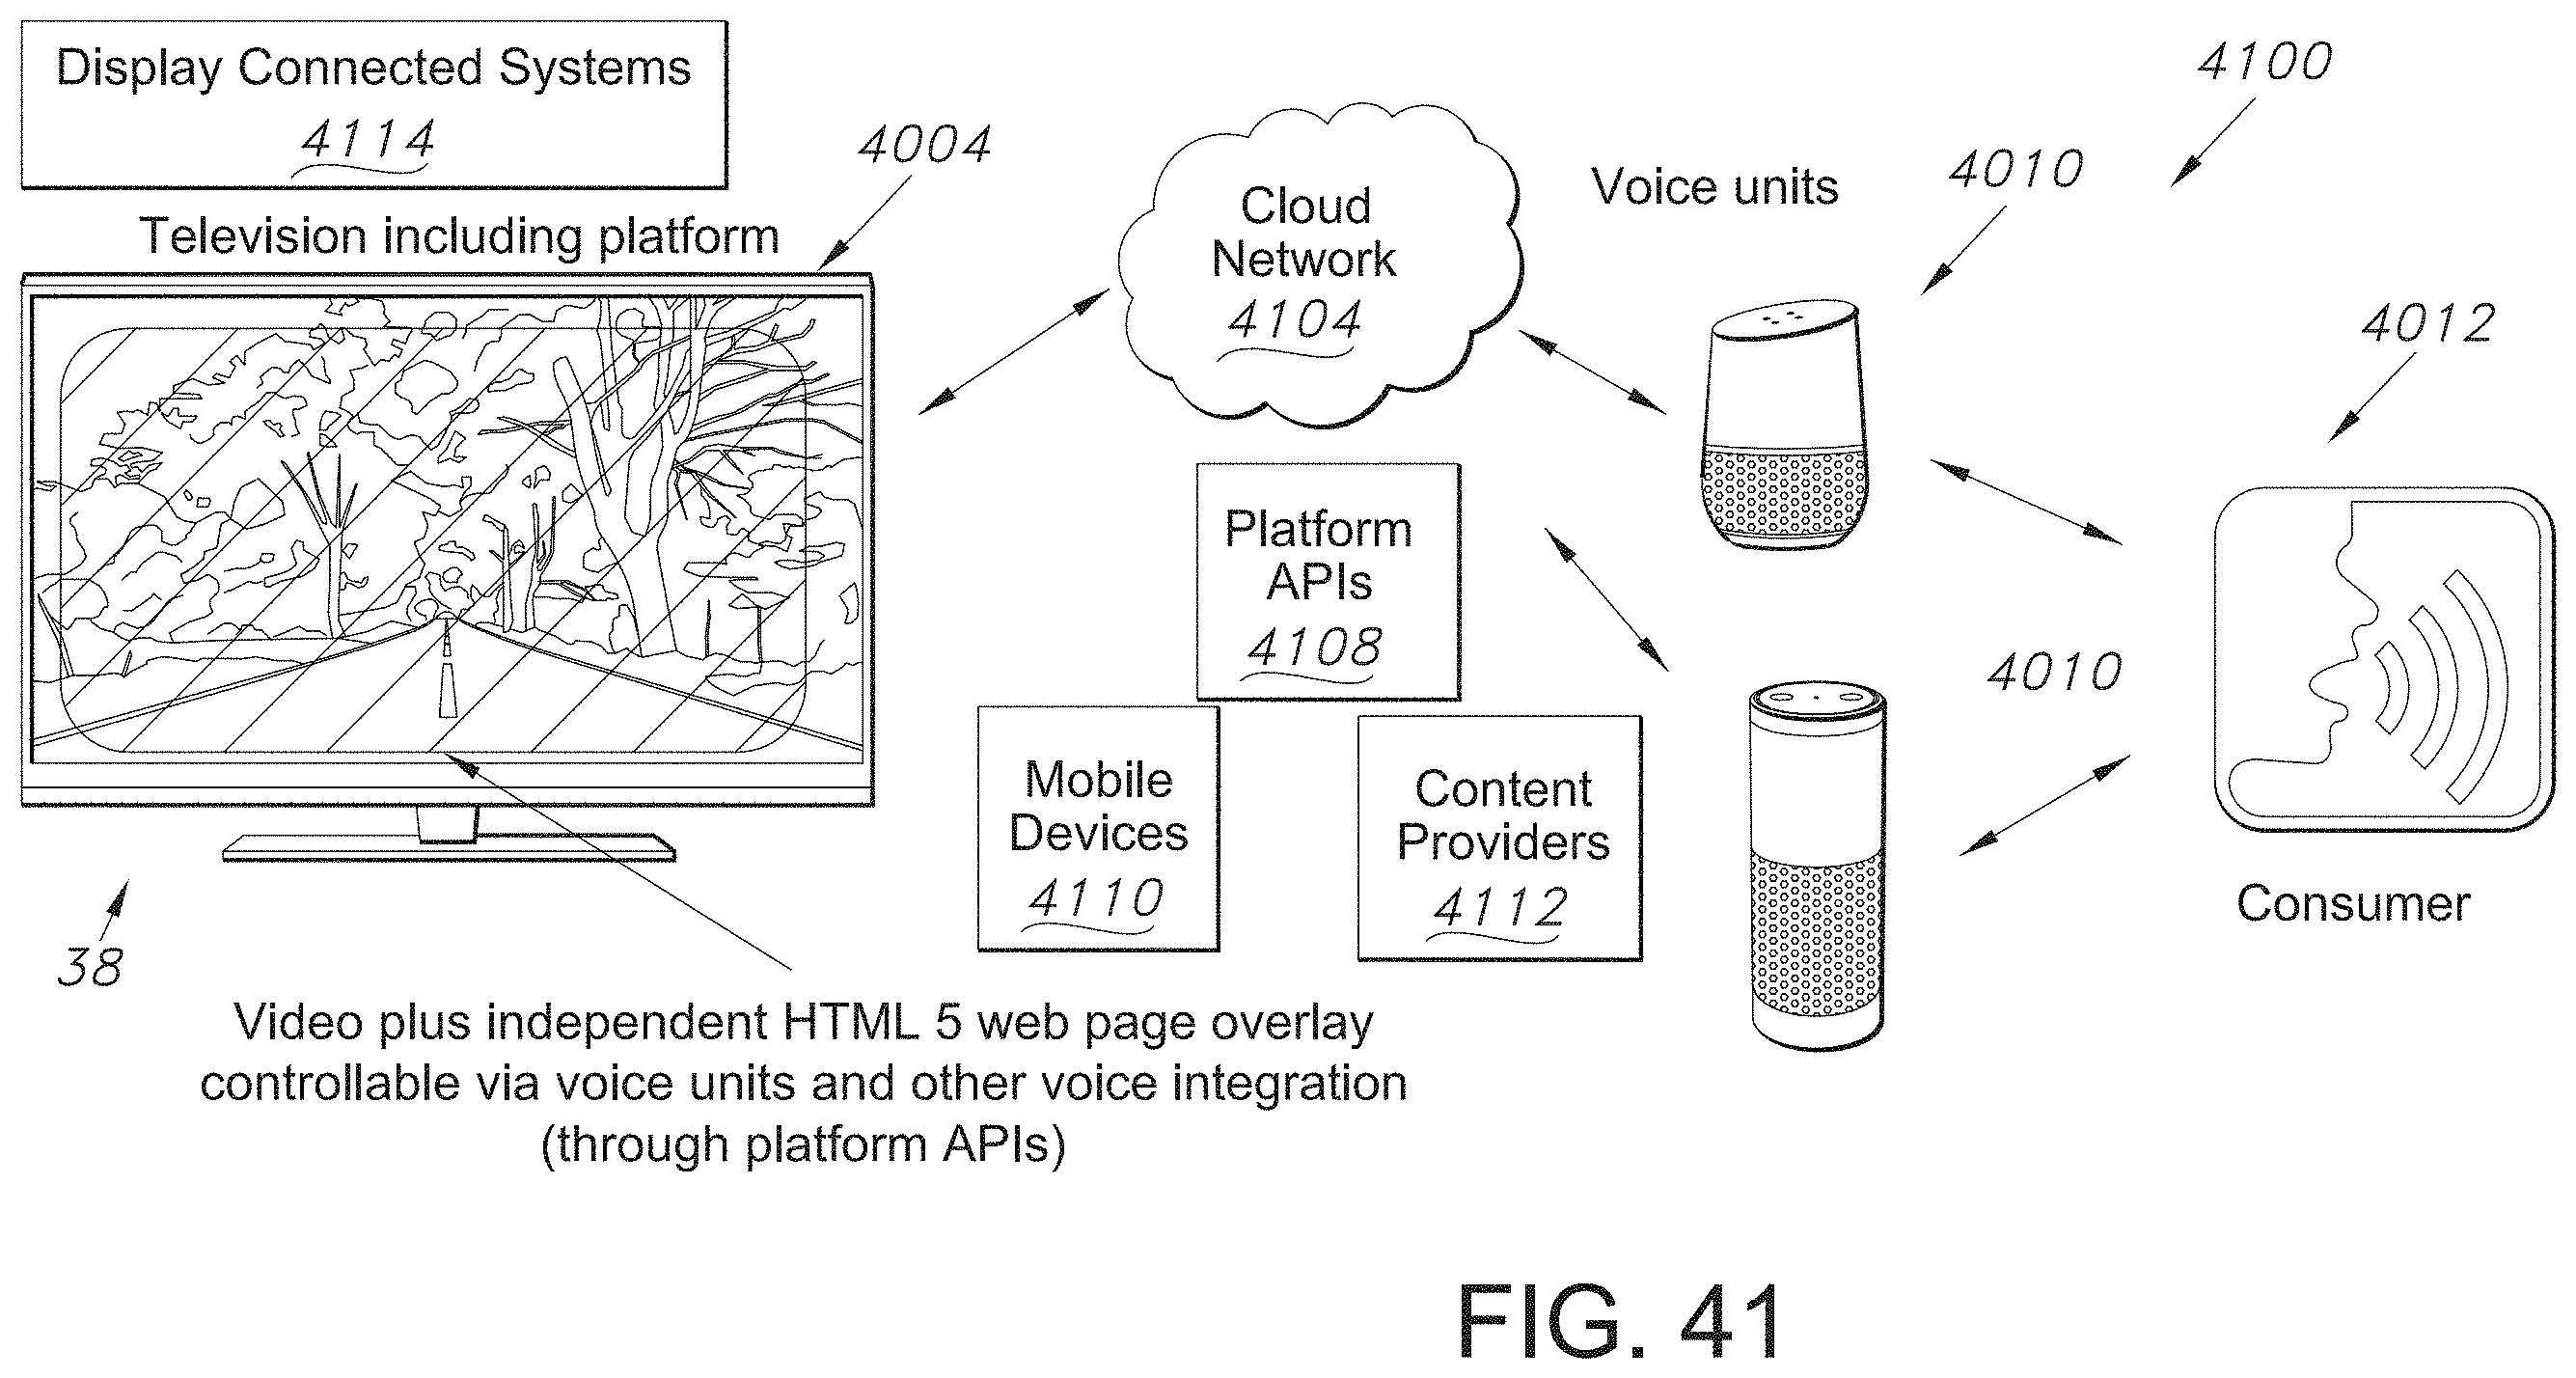 Display Connected Systems
4114
Television including platform
4004
Cloud
Network
4104
Voice units
4010
4100
4012
Platform
APIs
4108
Mobile
Devices
4110
Content
Providers
4112
4010
Consumer
38
Video plus independent HTML 5 web page overlay
controllable via voice units and other voice integration
(through platform APIs)
FIG. 41